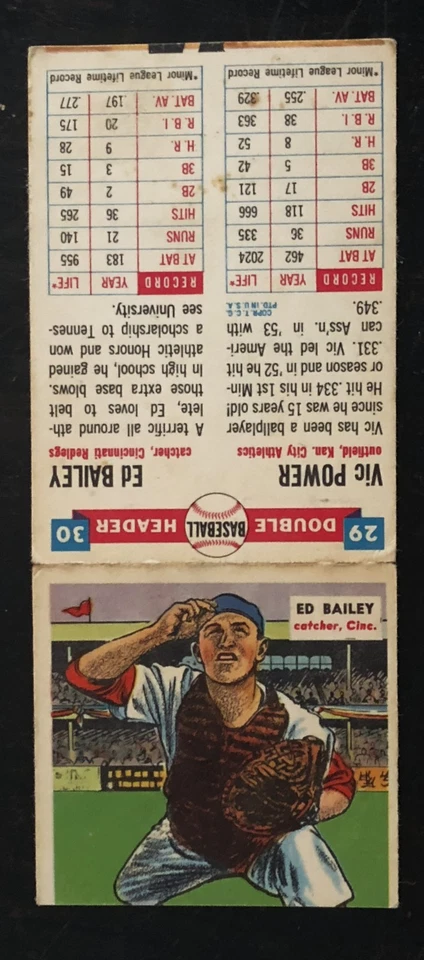 29 DOUBLE BASEBALL HEADER 30
Vic POWER
outfield, Kan. City Athletics
Vic has been a ballplayer
since he was 15 years old!
He hit .334 in his 1st Min-
or season and in '52 he hit
.331. Vic led the Ameri-
can Ass'n. in '53 with
.349.
COPR. T. C. G.
PTD. IN U. S. A.
RECORD YEAR LIFE*
AT BAT 462 2024
RUNS 36 335
HITS 118 666
2B 17 121
3B 5 42
H.R. 8 52
R.B.I. 38 363
BAT. AV. .255 .329
*Minor League Lifetime Record
Ed BAILEY
catcher, Cincinnati Redlegs
A terrific all around ath-
lete, Ed loves to belt
those extra base blows.
In high school, he gained
athletic Honors and won
a scholarship to Tennes-
see University.
RECORD YEAR LIFE*
AT BAT 183 955
RUNS 21 140
HITS 36 265
2B 2 49
3B 3 15
H.R. 9 28
R.B.I. 20 175
BAT. AV. .197 .277
*Minor League Lifetime Record
ED BAILEY
catcher, Cinc.